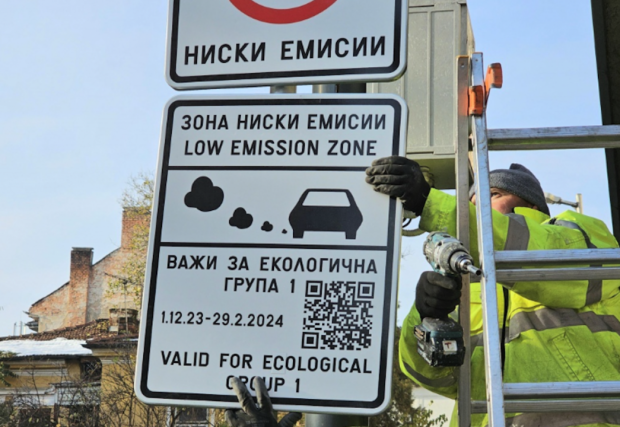 НИСКИ ЕМИСИИ
ЗОНА НИСКИ ЕМИСИИ
LOW EMISSION ZONE
ВАЖИ ЗА ЕКОЛОГИЧНА
ГРУПА 1
1.12.23-29.2.2024
VALID FOR ECOLOGICAL
GROUP 1